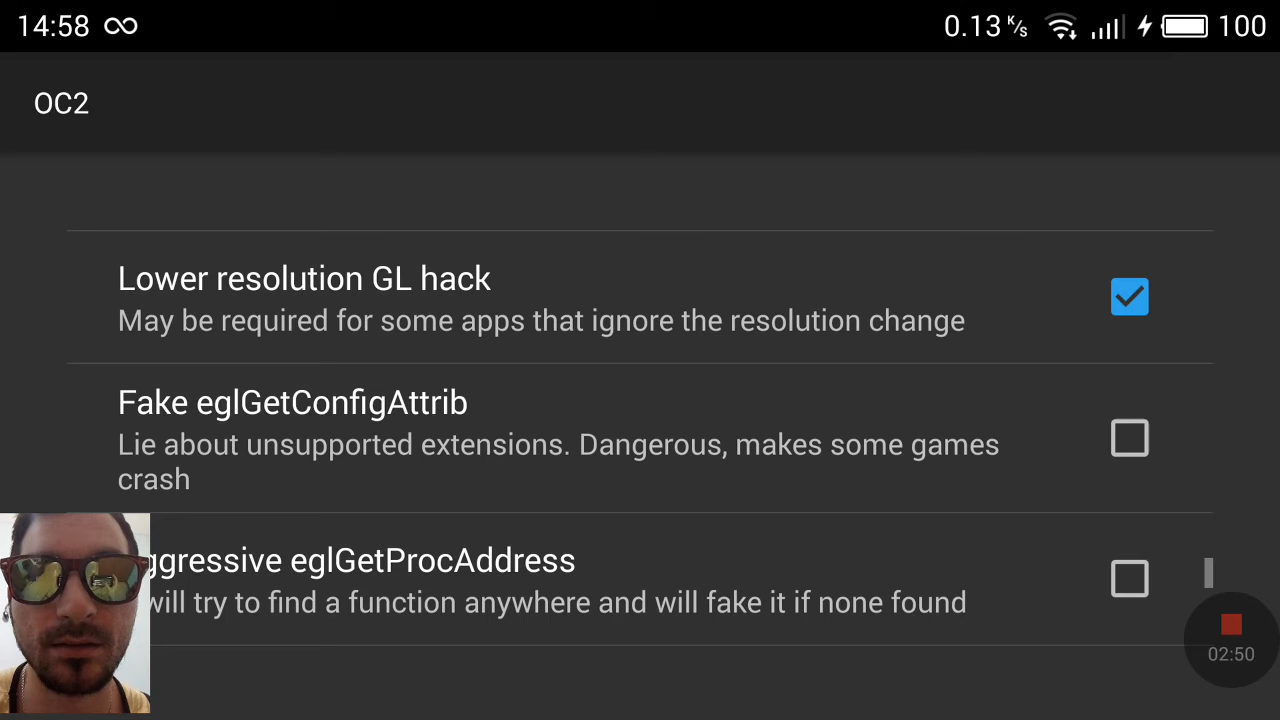 14:58 0.13 K/s 100
OC2
Lower resolution GL hack
May be required for some apps that ignore the resolution change
Fake eglGetConfigAttrib
Lie about unsupported extensions. Dangerous, makes some games
crash
ggressive eglGetProcAddress
will try to find a function anywhere and will fake it if none found
02:50